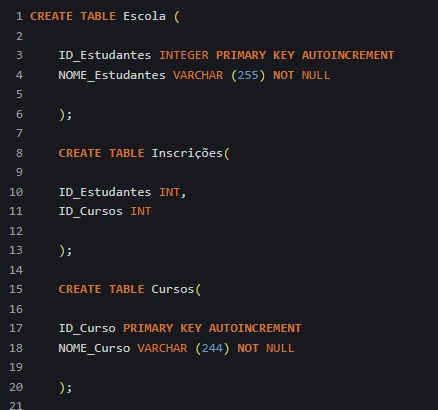 1 CREATE TABLE Escola (
2
3 ID_Estudantes INTEGER PRIMARY KEY AUTOINCREMENT
4 NOME_Estudantes VARCHAR (255) NOT NULL
5
6 );
7
8 CREATE TABLE Inscrições(
9
10 ID_Estudantes INT,
11 ID_Cursos INT
12
13 );
14
15 CREATE TABLE Cursos(
16
17 ID_Curso PRIMARY KEY AUTOINCREMENT
18 NOME_Curso VARCHAR (244) NOT NULL
19
20 );
21